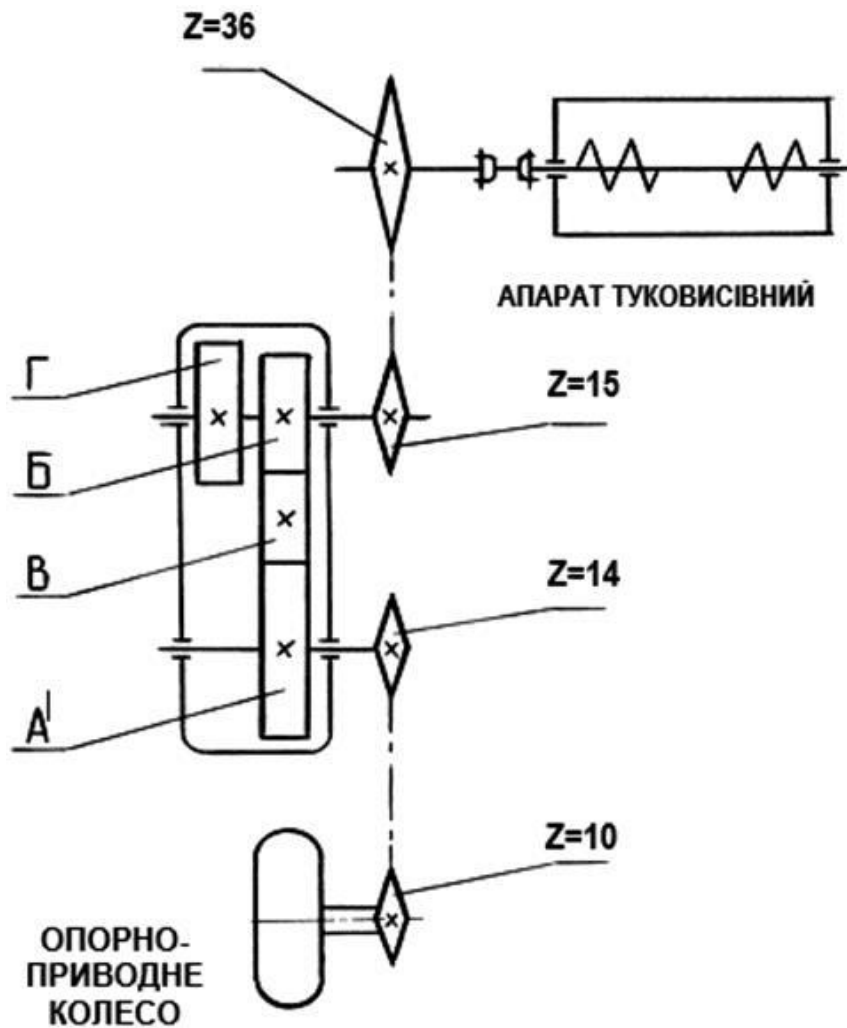 Z=36
АПАРАТ ТУКОВИСІВНИЙ
Г
Z=15
Б
В
Z=14
А|
Z=10
ОПОРНО-
ПРИВОДНЕ
КОЛЕСО